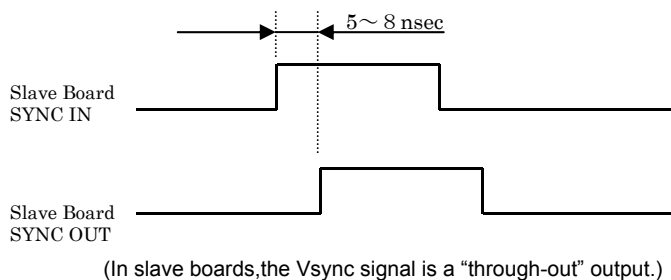 5～8 nsec
Slave Board
SYNC IN
Slave Board
SYNC OUT
(In slave boards,the Vsync signal is a “through-out” output.)